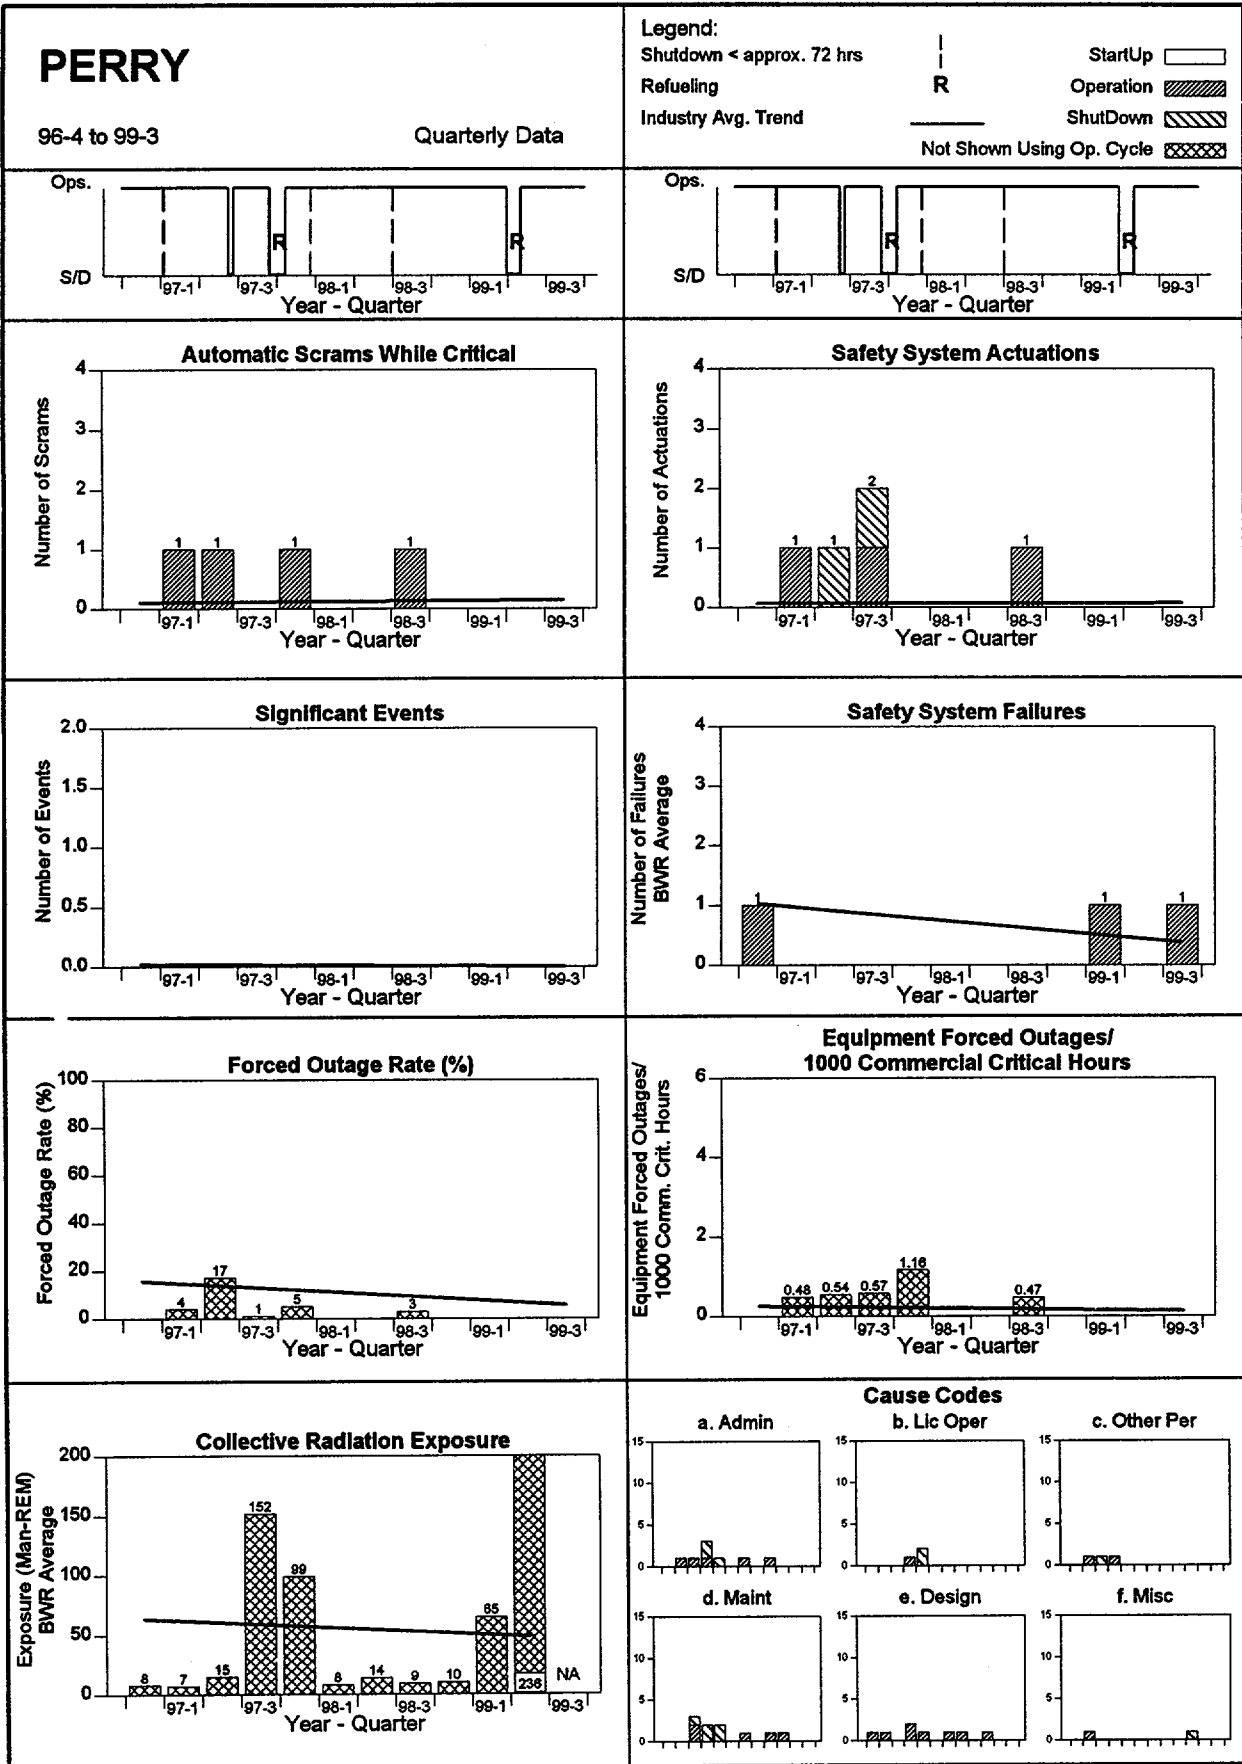 PERRY
96-4 to 99-3 Quarterly Data
Legend:
Shutdown < approx. 72 hrs
Refueling R
Industry Avg. Trend
StartUp
Operation
ShutDown
Not Shown Using Op. Cycle
Ops.
R R
S/D
97-1 97-3 98-1 98-3 99-1 99-3
Year - Quarter
Ops.
R R
S/D
97-1 97-3 98-1 98-3 99-1 99-3
Year - Quarter
Automatic Scrams While Critical
Number of Scrams
4
3
2
1
0
1 1 1 1
97-1 97-3 98-1 98-3 99-1 99-3
Year - Quarter
Safety System Actuations
Number of Actuations
4
3
2
1
0
1 1 2 1
97-1 97-3 98-1 98-3 99-1 99-3
Year - Quarter
Significant Events
Number of Events
2.0
1.5
1.0
0.5
0.0
97-1 97-3 98-1 98-3 99-1 99-3
Year - Quarter
Safety System Failures
Number of Failures
BWR Average
4
3
2
1
0
1 1 1
97-1 97-3 98-1 98-3 99-1 99-3
Year - Quarter
Forced Outage Rate (%)
Forced Outage Rate (%)
100
80
60
40
20
0
4 17 1 5 3
97-1 97-3 98-1 98-3 99-1 99-3
Year - Quarter
Equipment Forced Outages/
1000 Commercial Critical Hours
Equipment Forced Outages/
1000 Comm. Crit. Hours
6
4
2
0
0.48 0.54 0.57 1.16 0.47
97-1 97-3 98-1 98-3 99-1 99-3
Year - Quarter
Collective Radiation Exposure
Exposure (Man-REM)
BWR Average
200
150
100
50
0
8 7 15 152 99 8 14 9 10 65 236 NA
97-1 97-3 98-1 98-3 99-1 99-3
Year - Quarter
Cause Codes
a. Admin
15
10
5
0
b. Lic Oper
15
10
5
0
c. Other Per
15
10
5
0
d. Maint
15
10
5
0
e. Design
15
10
5
0
f. Misc
15
10
5
0